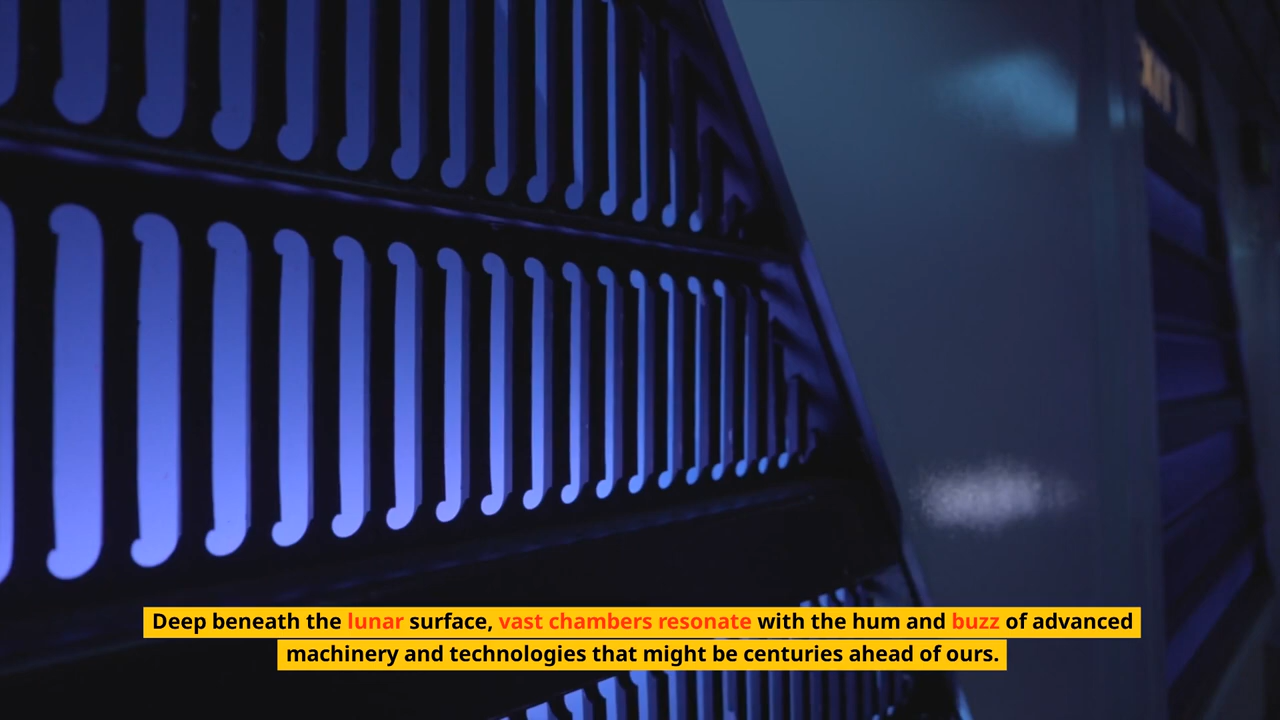 Deep beneath the lunar surface, vast chambers resonate with the hum and buzz of advanced
machinery and technologies that might be centuries ahead of ours.